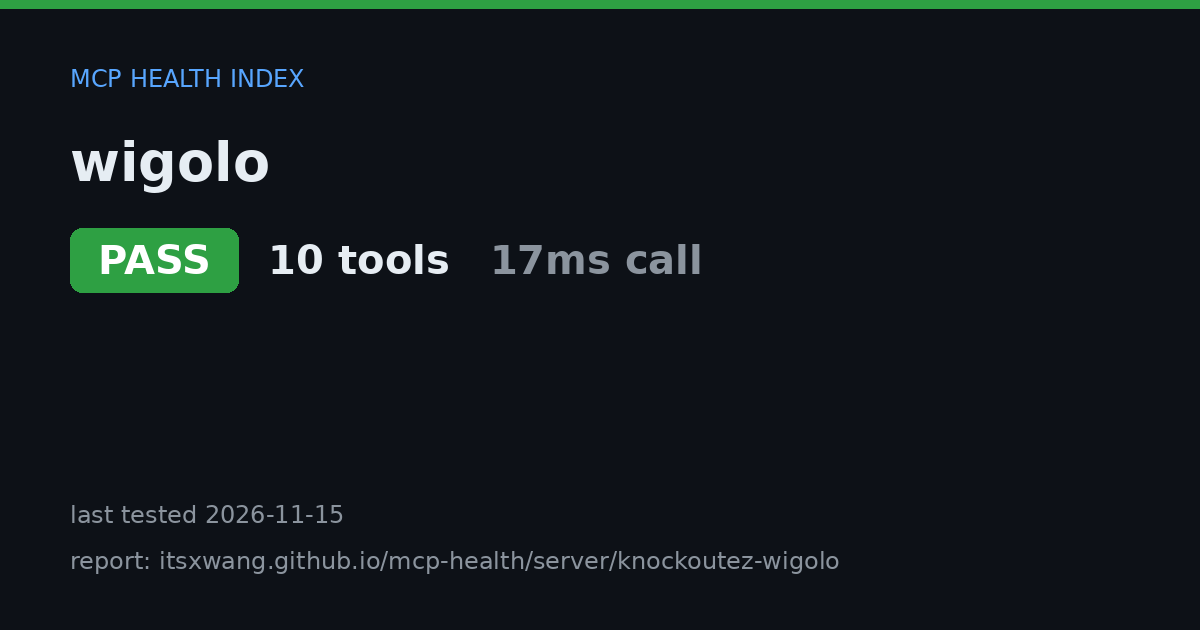 MCP HEALTH INDEX
wigolo
PASS 10 tools 17ms call
last tested 2026-11-15
report: itsxwang.github.io/mcp-health/server/knockoutez-wigolo